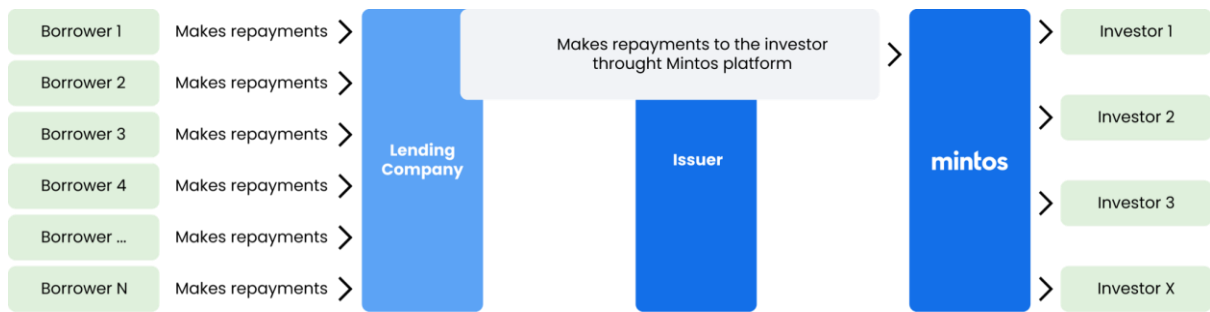 Borrower 1 Makes repayments
Borrower 2 Makes repayments
Borrower 3 Makes repayments
Borrower 4 Makes repayments
Borrower ... Makes repayments
Borrower N Makes repayments
Lending
Company
Makes repayments to the investor
throught Mintos platform
Issuer
mintos
Investor 1
Investor 2
Investor 3
Investor X